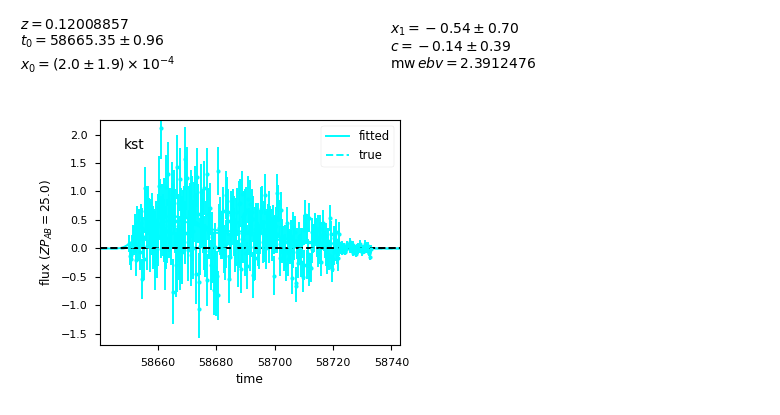 z = 0.12008857
t₀ = 58665.35 ± 0.96
x₀ = (2.0 ± 1.9) × 10⁻⁴
x₁ = −0.54 ± 0.70
c = −0.14 ± 0.39
mw ebv = 2.3912476
kst
fitted
true
2.0
1.5
1.0
0.5
0.0
−0.5
−1.0
−1.5
flux (ZP_AB = 25.0)
58660 58680 58700 58720 58740
time